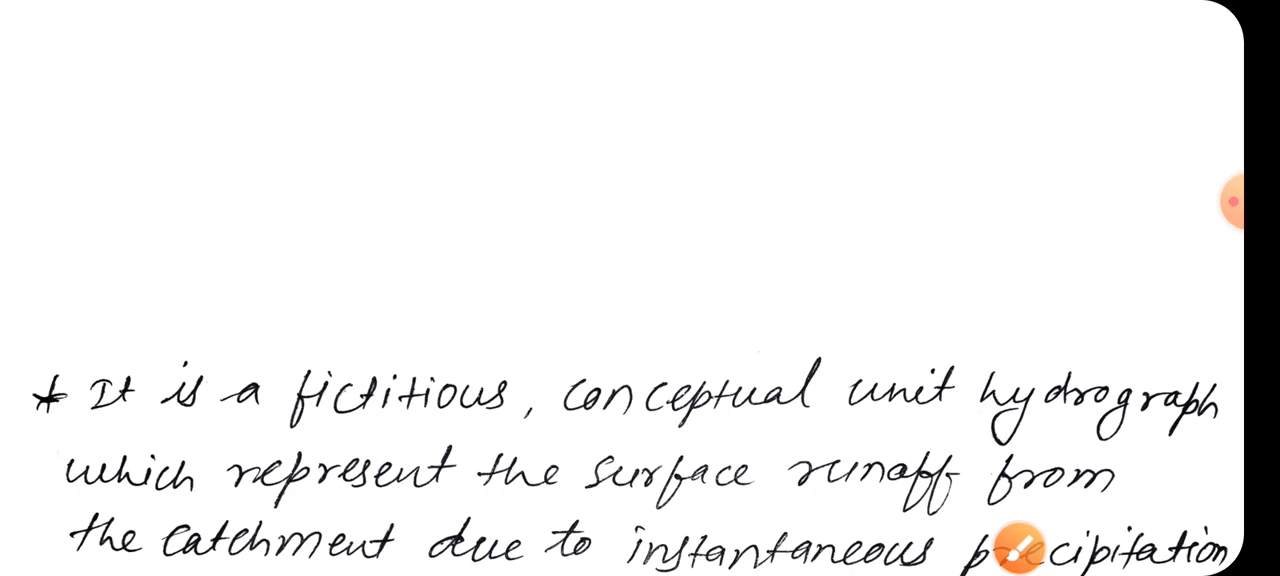 * It is a fictitious, conceptual unit hydrograph
which represent the surface runoff from
the catchment due to instantaneous precipitation